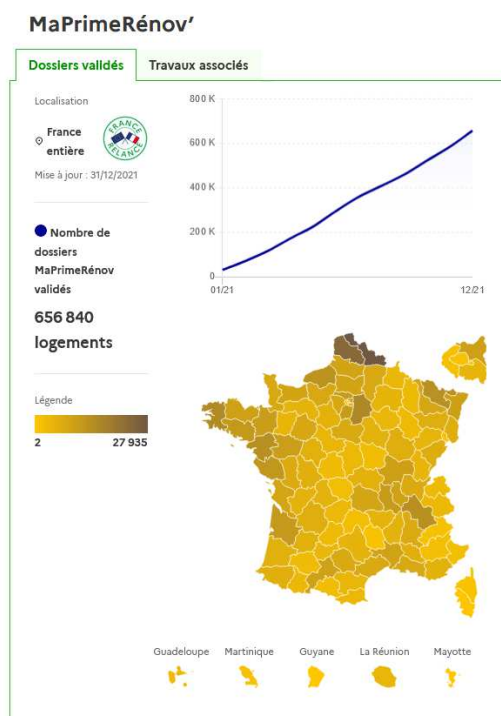 MaPrimeRénov’
Dossiers validés
Travaux associés
Localisation
France
entière
FRANCE
RELANCE
Mise à jour : 31/12/2021
Nombre de
dossiers
MaPrimeRénov
validés
656 840
logements
Légende
2
27 935
800 K
600 K
400 K
200 K
0
01/21
12/21
Guadeloupe
Martinique
Guyane
La Réunion
Mayotte